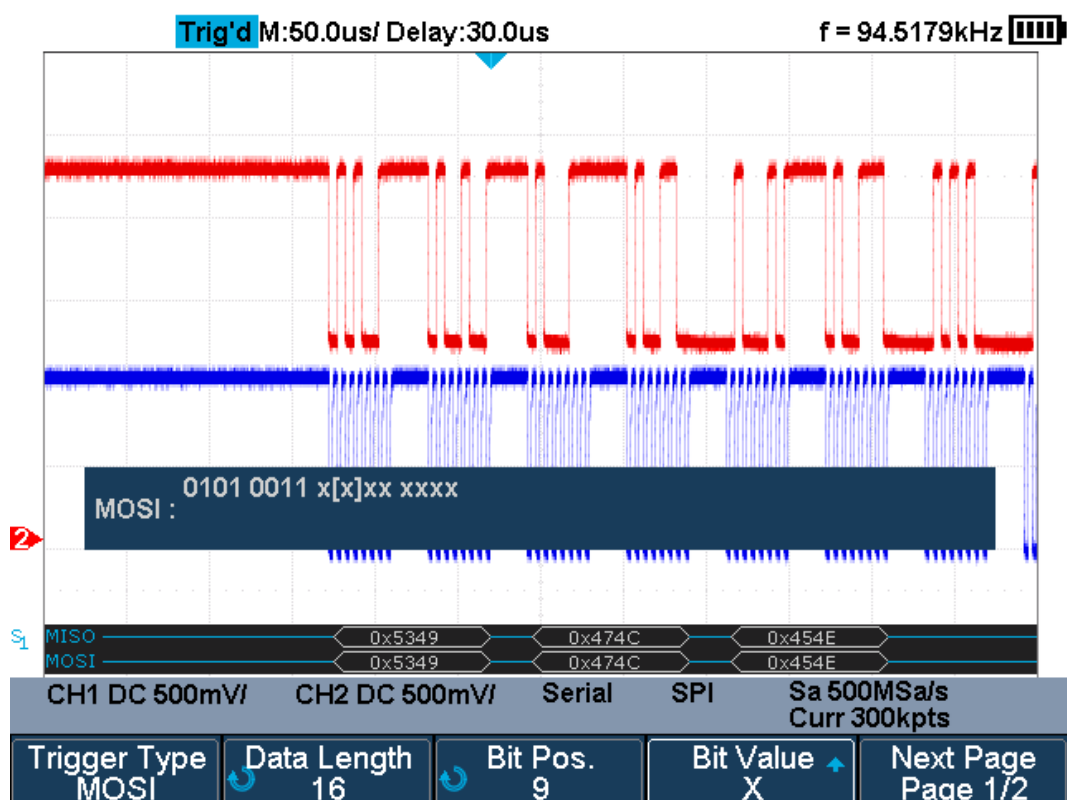 Trig'd M:50.0us/ Delay:30.0us f = 94.5179kHz
0101 0011 x[x]xx xxxx
MOSI :
2
S1 MISO 0x5349 0x474C 0x454E
MOSI 0x5349 0x474C 0x454E
CH1 DC 500mV/ CH2 DC 500mV/ Serial SPI Sa 500MSa/s
Curr 300kpts
Trigger Type Data Length Bit Pos. Bit Value Next Page
MOSI 16 9 X Page 1/2